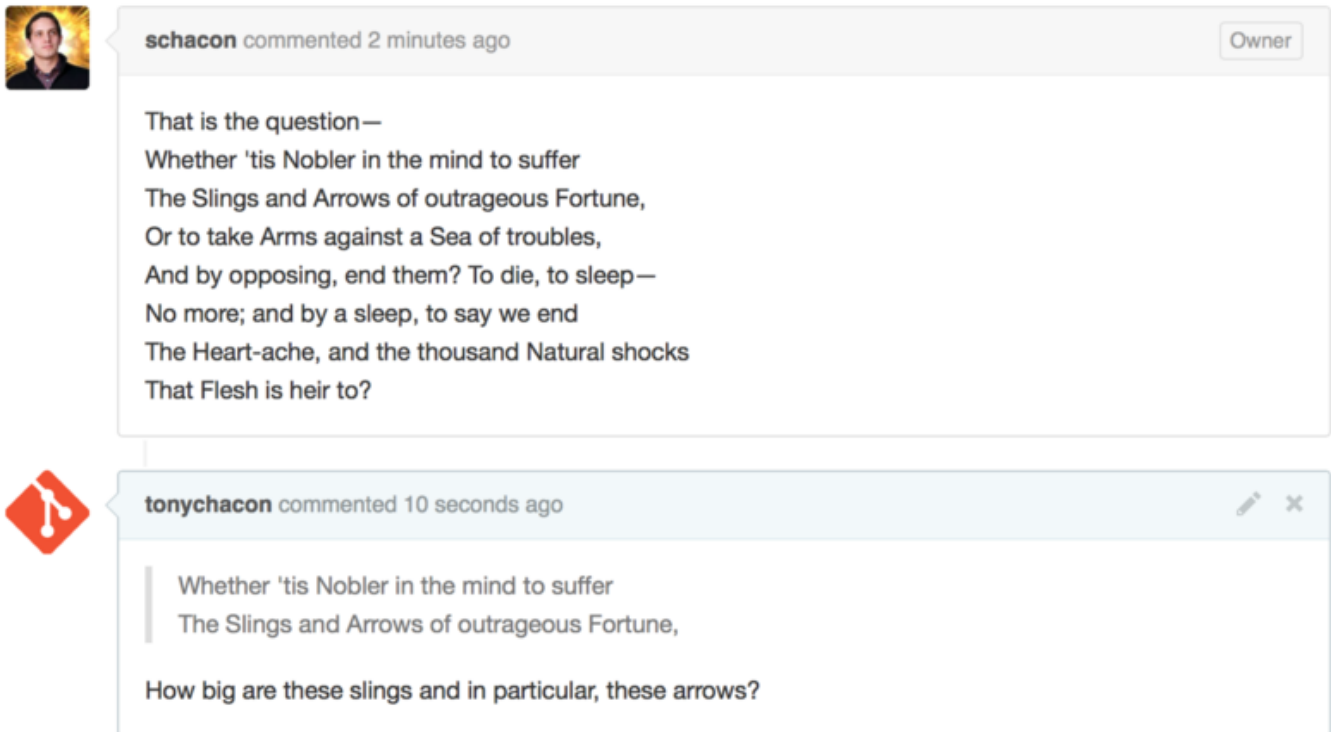 schacon commented 2 minutes ago
Owner
That is the question—
Whether 'tis Nobler in the mind to suffer
The Slings and Arrows of outrageous Fortune,
Or to take Arms against a Sea of troubles,
And by opposing, end them? To die, to sleep—
No more; and by a sleep, to say we end
The Heart-ache, and the thousand Natural shocks
That Flesh is heir to?
tonychacon commented 10 seconds ago
Whether 'tis Nobler in the mind to suffer
The Slings and Arrows of outrageous Fortune,
How big are these slings and in particular, these arrows?